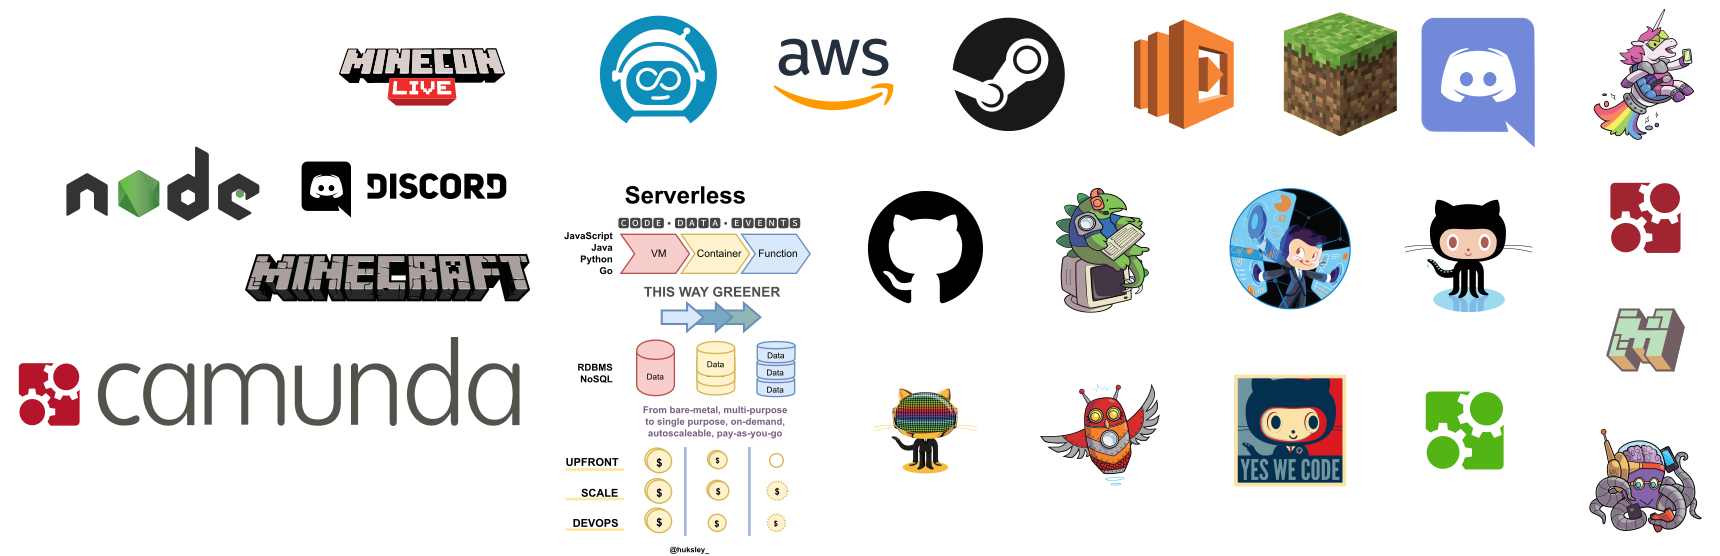 MINECON
LIVE
aws
node
DISCORD
MINECRAFT
camunda
Serverless
CODE • DATA • EVENTS
JavaScript
Java
Python
Go
VM
Container
Function
THIS WAY GREENER
RDBMS
NoSQL
Data
Data
Data
Data
Data
From bare-metal, multi-purpose
to single purpose, on-demand,
autoscaleable, pay-as-you-go
UPFRONT
$
$
SCALE
$
$
$
DEVOPS
$
$
$
@huksley_
YES WE CODE
M